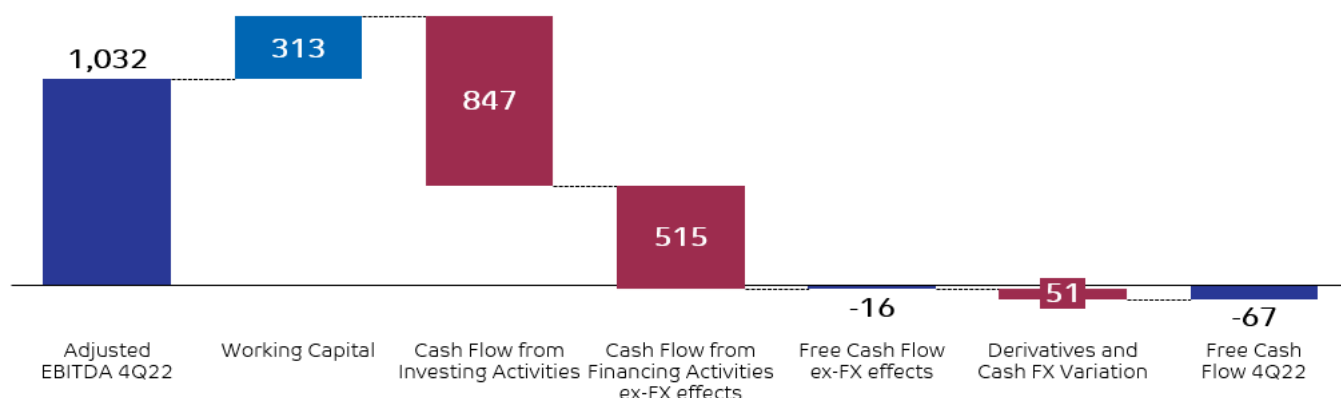 1,032
313
847
515
-16
51
-67
Adjusted
EBITDA 4Q22
Working Capital
Cash Flow from
Investing Activities
Cash Flow from
Financing Activities
ex-FX effects
Free Cash Flow
ex-FX effects
Derivatives and
Cash FX Variation
Free Cash
Flow 4Q22